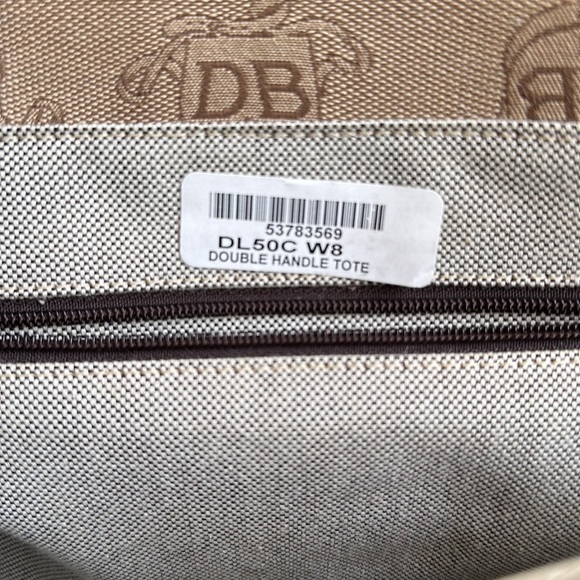 DB
53783569
DL50C W8
DOUBLE HANDLE TOTE